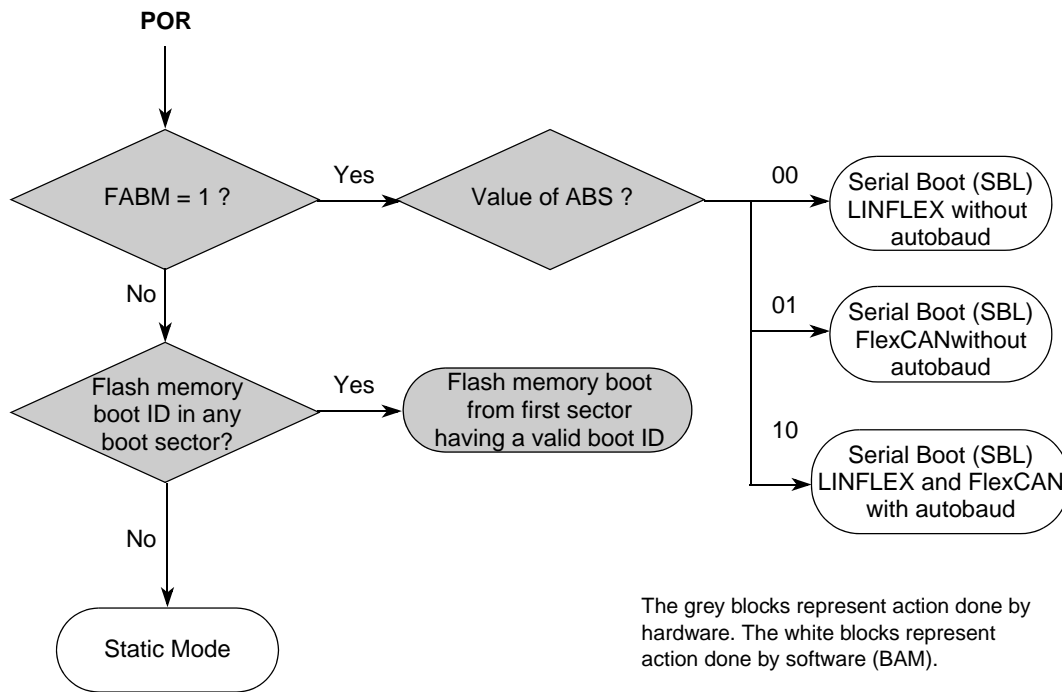 POR
FABM = 1 ?
Yes
Value of ABS ?
00
Serial Boot (SBL)
LINFLEX without
autobaud
No
01
Serial Boot (SBL)
FlexCANwithout
autobaud
Flash memory
boot ID in any
boot sector?
Yes
Flash memory boot
from first sector
having a valid boot ID
10
Serial Boot (SBL)
LINFLEX and FlexCAN
with autobaud
No
Static Mode
The grey blocks represent action done by
hardware. The white blocks represent
action done by software (BAM).